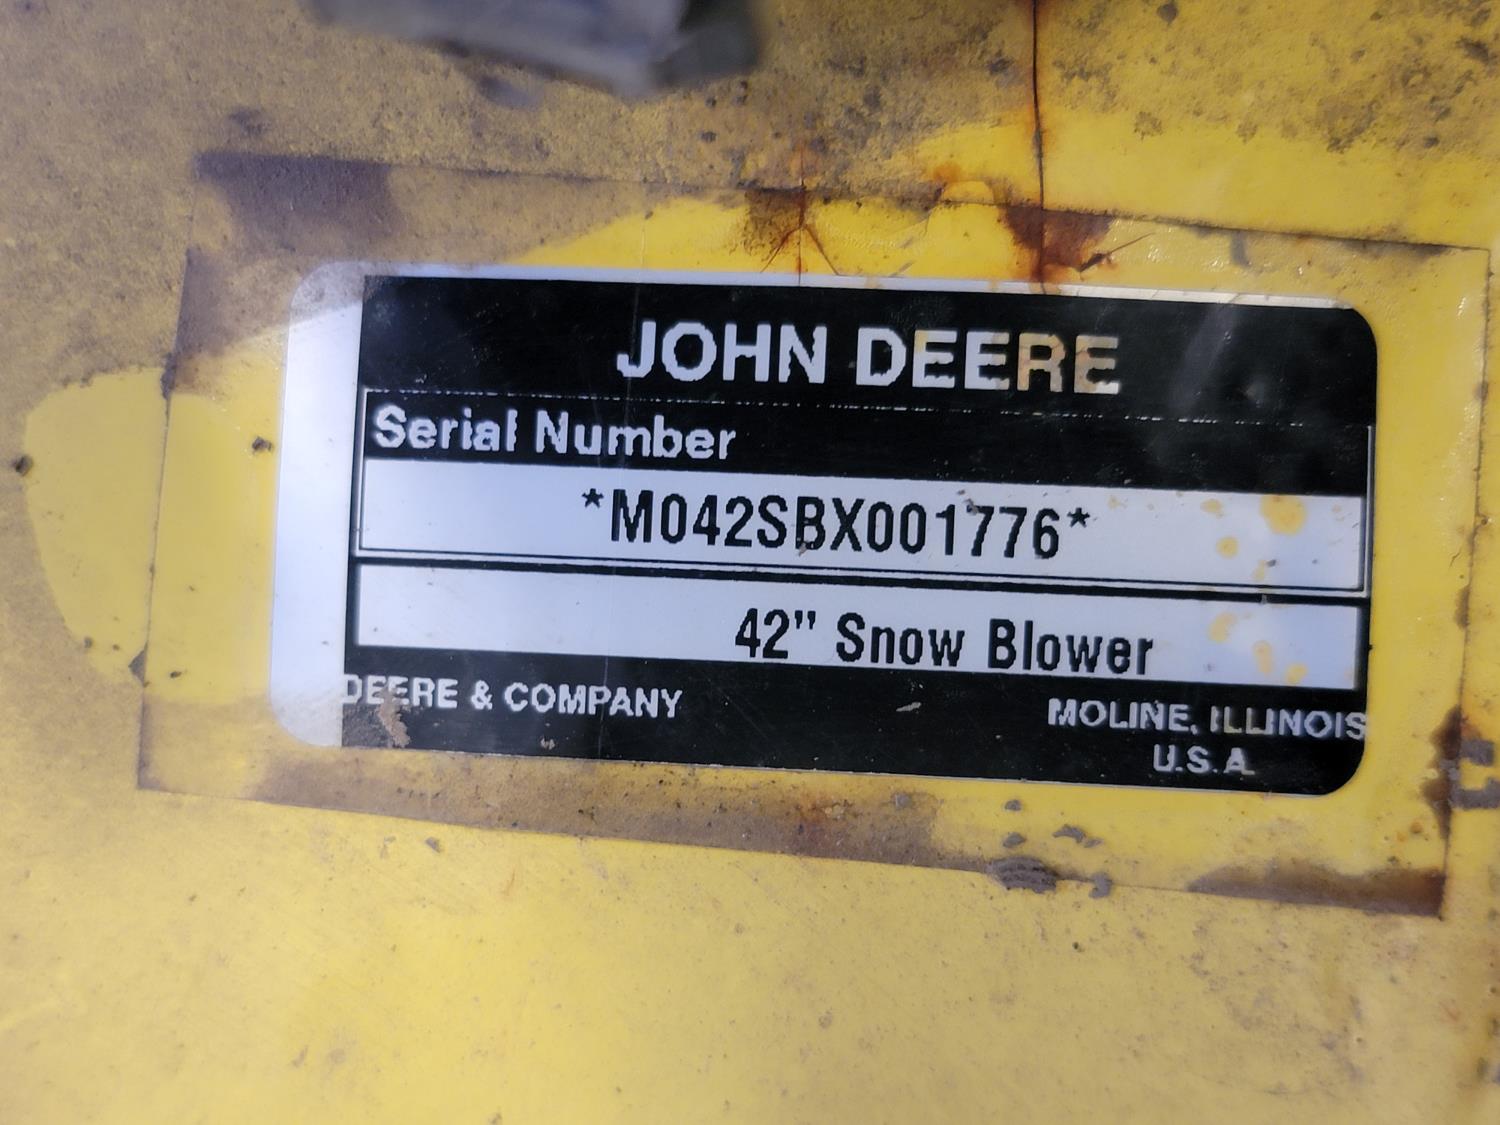 JOHN DEERE
Serial Number
*M042SBX001776*
42" Snow Blower
DEERE & COMPANY
MOLINE, ILLINOIS
U.S.A.